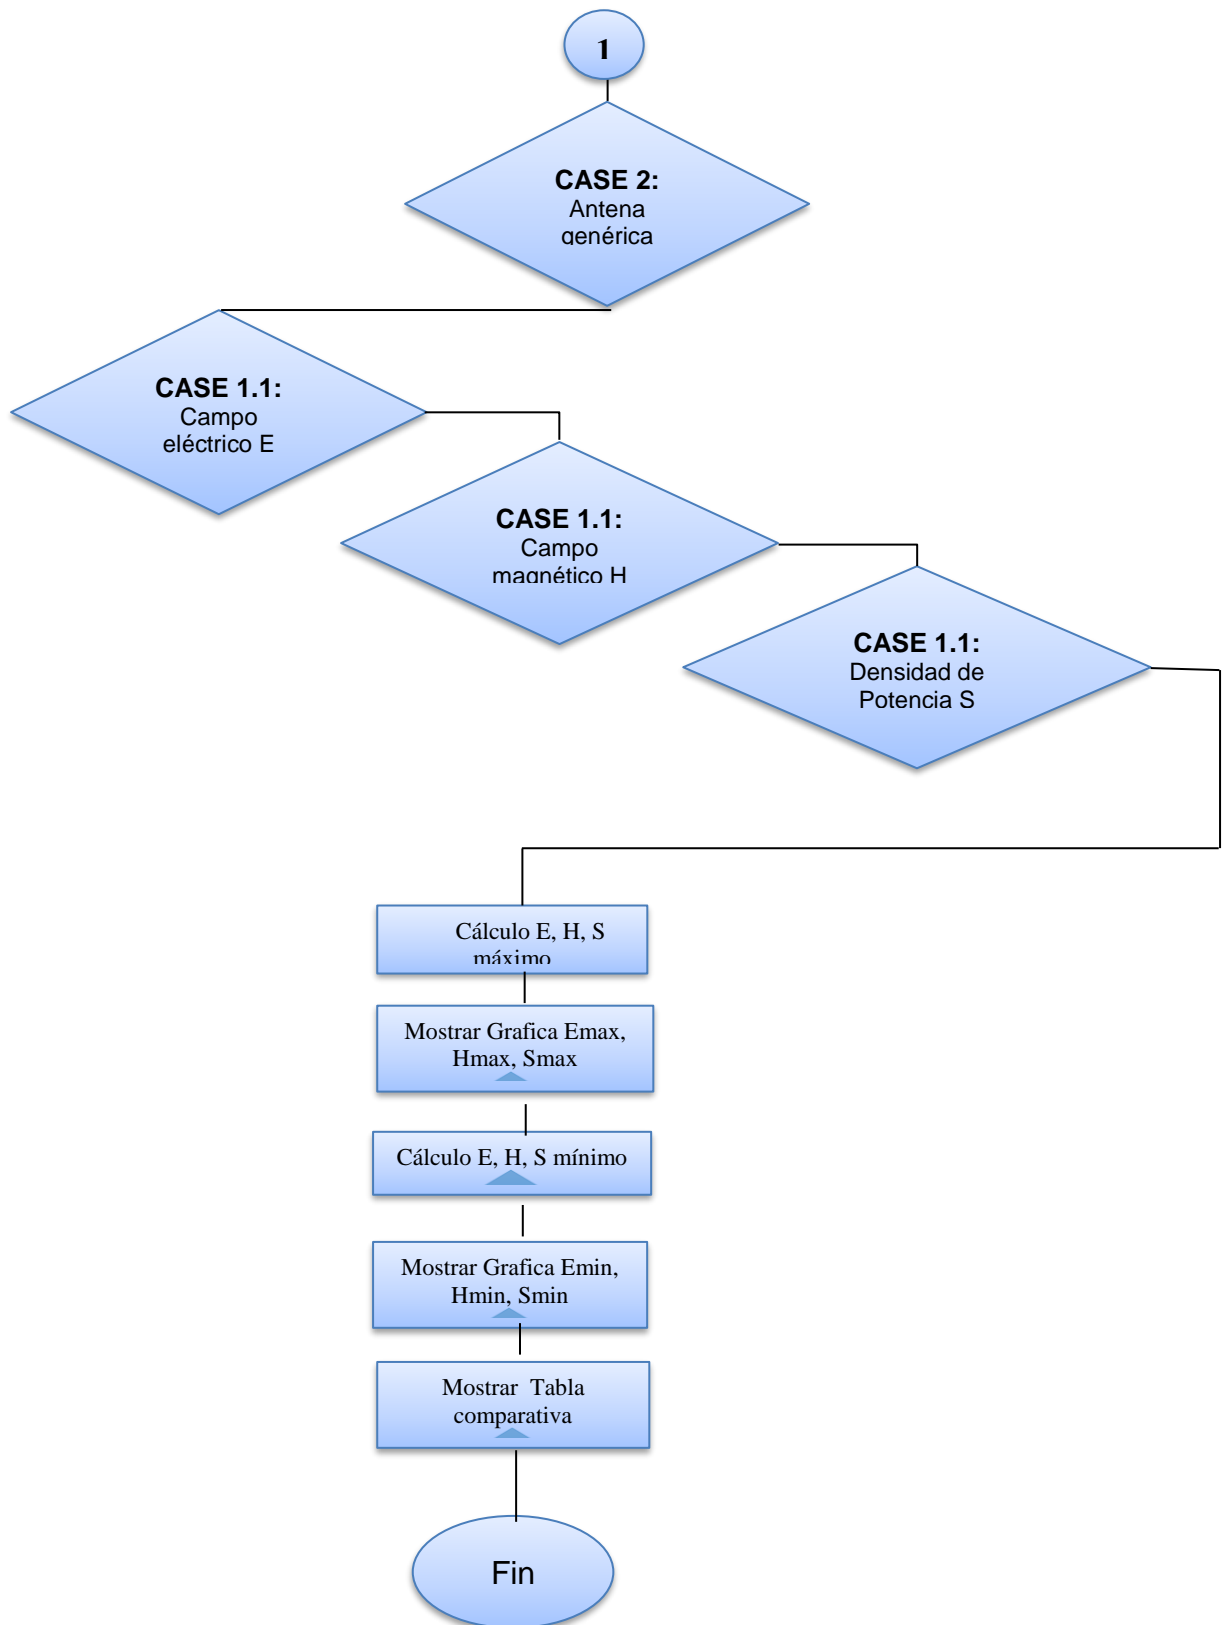 1
CASE 2:
Antena
genérica
CASE 1.1:
Campo
eléctrico E
CASE 1.1:
Campo
magnético H
CASE 1.1:
Densidad de
Potencia S
Cálculo E, H, S
máximo
Mostrar Grafica Emax,
Hmax, Smax
Cálculo E, H, S mínimo
Mostrar Grafica Emin,
Hmin, Smin
Mostrar Tabla
comparativa
Fin